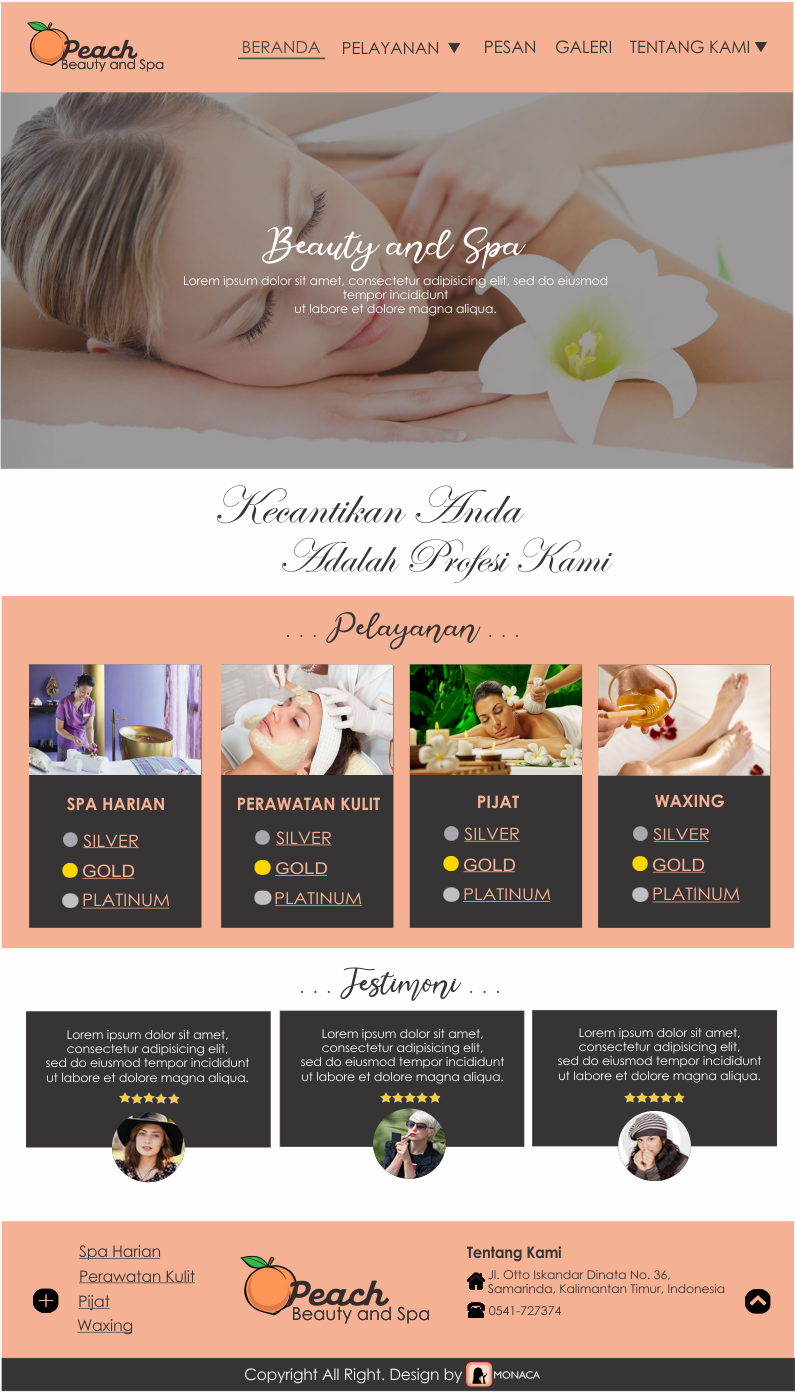 Peach
Beauty and Spa
BERANDA PELAYANAN PESAN GALERI TENTANG KAMI
Beauty and Spa
Lorem ipsum dolor sit amet, consectetur adipisicing elit, sed do eiusmod
tempor incididunt
ut labore et dolore magna aliqua.
Kecantikan Anda
Adalah Profesi Kami
. . . Pelayanan . . .
SPA HARIAN
SILVER
GOLD
PLATINUM
PERAWATAN KULIT
SILVER
GOLD
PLATINUM
PIJAT
SILVER
GOLD
PLATINUM
WAXING
SILVER
GOLD
PLATINUM
. . . Testimoni . . .
Lorem ipsum dolor sit amet,
consectetur adipisicing elit,
sed do eiusmod tempor incididunt
ut labore et dolore magna aliqua.
Lorem ipsum dolor sit amet,
consectetur adipisicing elit,
sed do eiusmod tempor incididunt
ut labore et dolore magna aliqua.
Lorem ipsum dolor sit amet,
consectetur adipisicing elit,
sed do eiusmod tempor incididunt
ut labore et dolore magna aliqua.
Spa Harian
Perawatan Kulit
Pijat
Waxing
Peach
Beauty and Spa
Tentang Kami
Jl. Otto Iskandar Dinata No. 36,
Samarinda, Kalimantan Timur, Indonesia
0541-727374
Copyright All Right. Design by MONACA